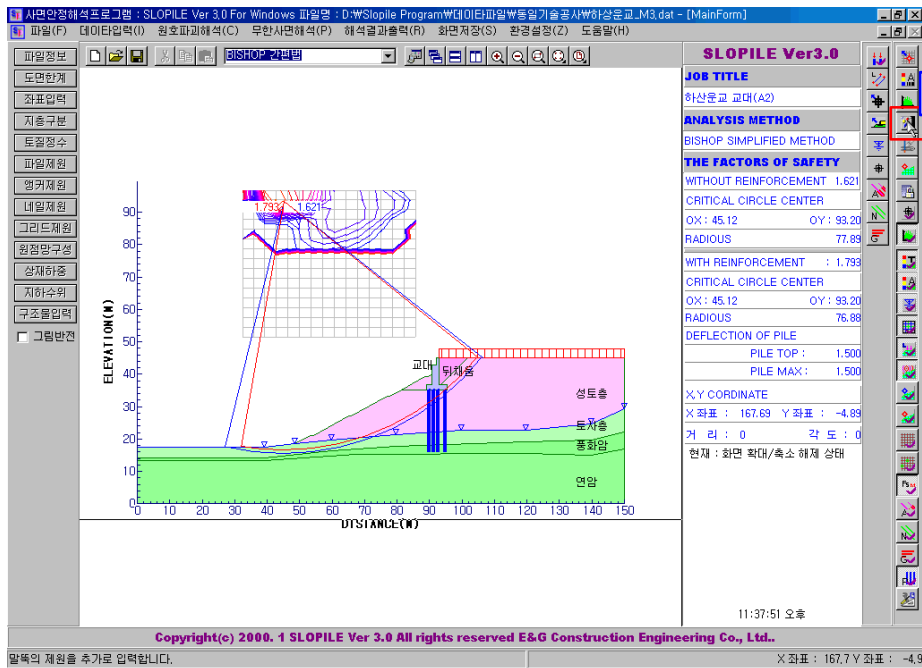 사면안정해석프로그램 : SLOPILE Ver 3,0 For Windows 파일명 : D:₩Slopile Program₩데이타파일₩동일기술공사₩하상운교_M3.dat - [MainForm]
파일(F) 데이타입력(I) 원호파괴해석(C) 무한사면해석(P) 해석결과출력(R) 화면저장(S) 환경설정(Z) 도움말(H)
BISHOP 간편법
파일정보
도면한계
좌표입력
지층구분
토질정수
파일제원
앵커제원
네일제원
그리드제원
원점망구성
상재하중
지하수위
구조물입력
그림반전
1.793 1.621
ELEVATION(M)
90
80
70
60
50
40
30
20
10
0
교대
뒤채움
성토층
토사층
풍화암
연암
0 10 20 30 40 50 60 70 80 90 100 110 120 130 140 150
DISTANCE(M)
SLOPILE Ver3.0
JOB TITLE
하산운교 교대(A2)
ANALYSIS METHOD
BISHOP SIMPLIFIED METHOD
THE FACTORS OF SAFETY
WITHOUT REINFORCEMENT 1.621
CRITICAL CIRCLE CENTER
OX : 45.12 OY : 93.20
RADIOUS 77.89
WITH REINFORCEMENT : 1.793
CRITICAL CIRCLE CENTER
OX : 45.12 OY : 93.20
RADIOUS 76.88
DEFLECTION OF PILE
PILE TOP : 1.500
PILE MAX : 1.500
X,Y CORDINATE
X 좌표 : 167.69 Y 좌표 : -4.89
거 리 : 0 각 도 : 0
현재 : 화면 확대/축소 해제 상태
11:37:51 오후
Copyright(c) 2000. 1 SLOPILE Ver 3.0 All rights reserved E&G Construction Engineering Co., Ltd..
말뚝의 제원을 추가로 입력합니다.
X 좌표 : 167,7 Y 좌표 : -4,9